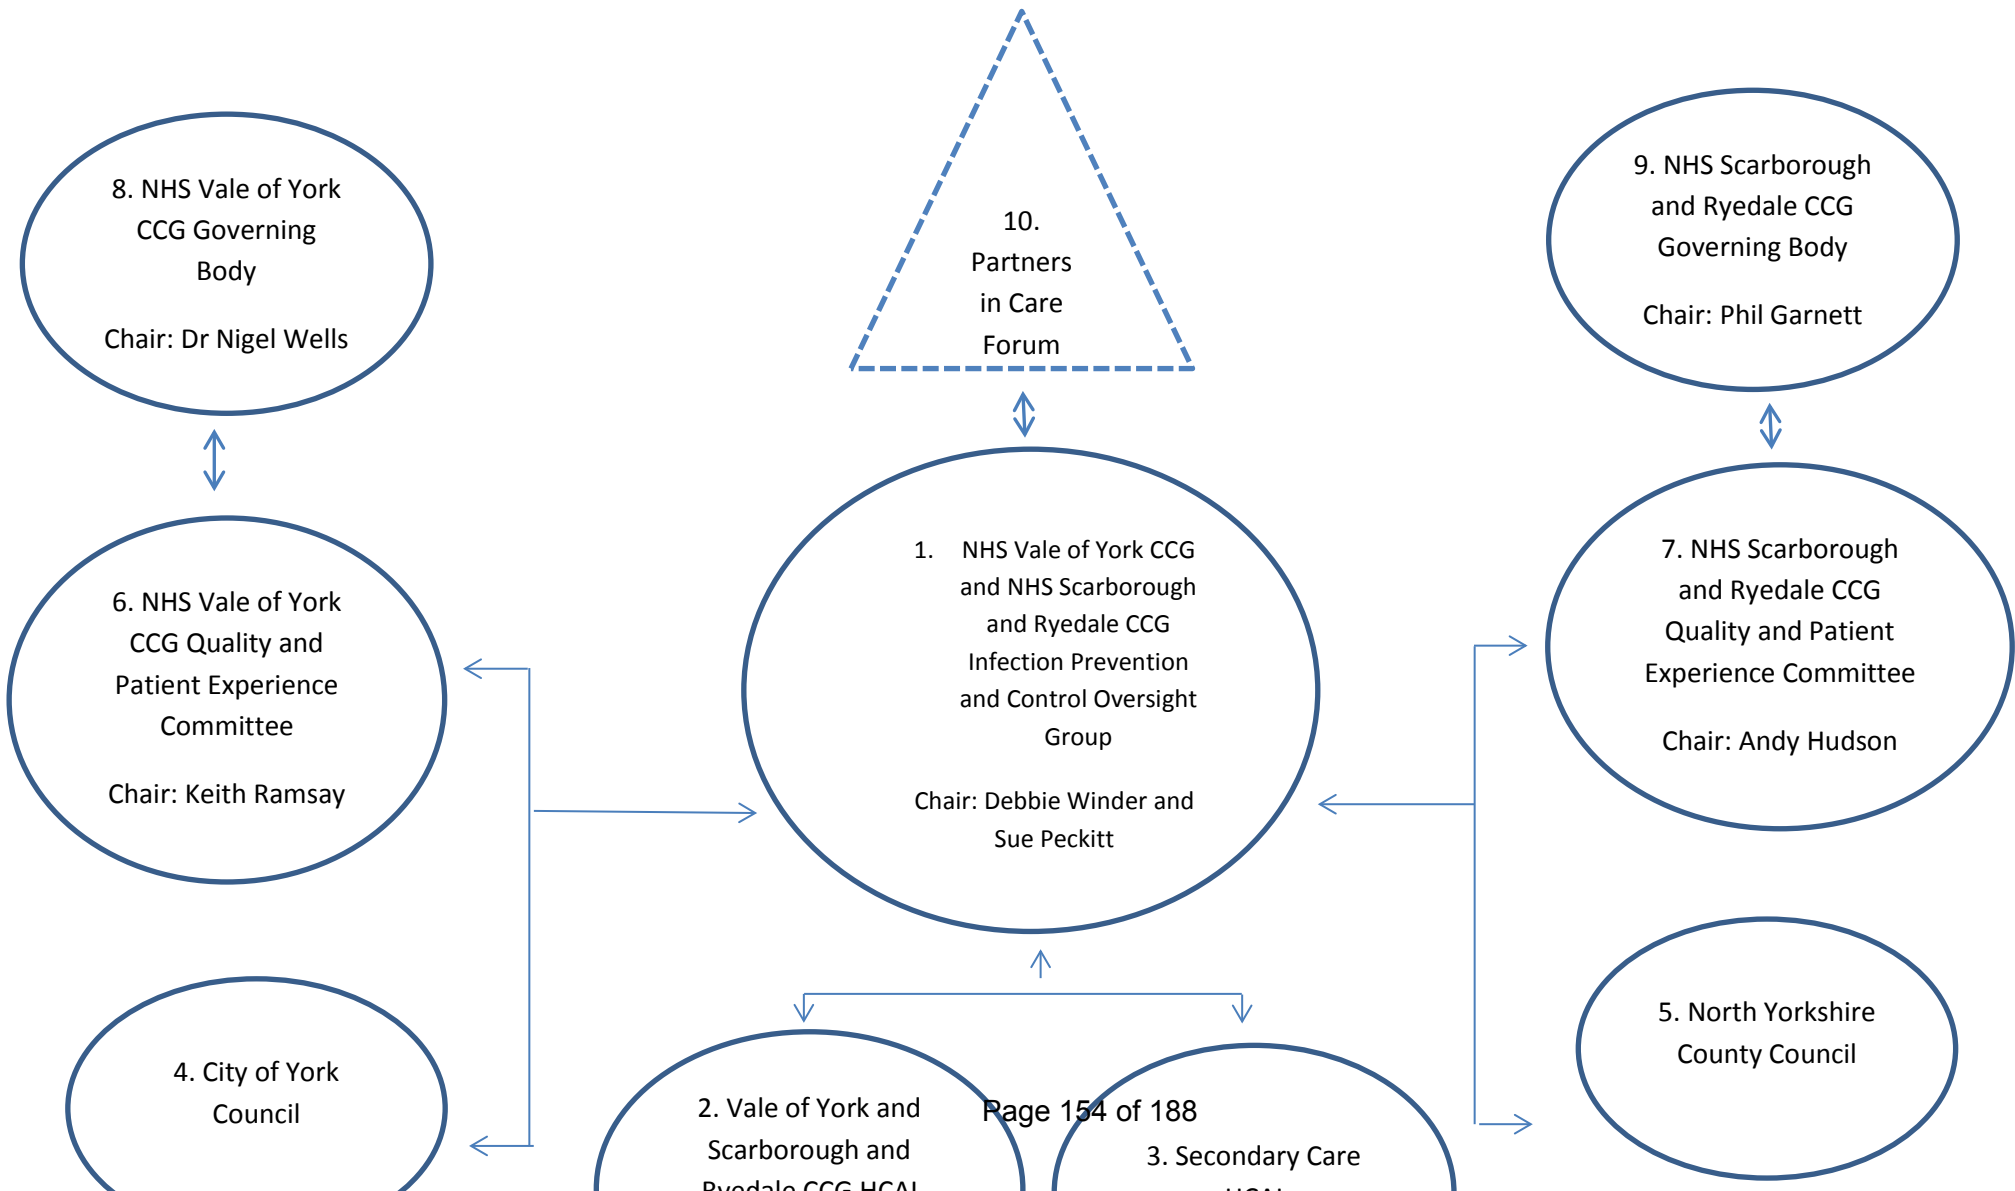 10.
Partners
in Care
Forum
8. NHS Vale of York
CCG Governing
Body
Chair: Dr Nigel Wells
9. NHS Scarborough
and Ryedale CCG
Governing Body
Chair: Phil Garnett
6. NHS Vale of York
CCG Quality and
Patient Experience
Committee
Chair: Keith Ramsay
1. NHS Vale of York CCG
and NHS Scarborough
and Ryedale CCG
Infection Prevention
and Control Oversight
Group
Chair: Debbie Winder and
Sue Peckitt
7. NHS Scarborough
and Ryedale CCG
Quality and Patient
Experience Committee
Chair: Andy Hudson
4. City of York
Council
2. Vale of York and
Scarborough and
Ryedale CCG HCAI
Page 154 of 188
3. Secondary Care
HCAI
5. North Yorkshire
County Council